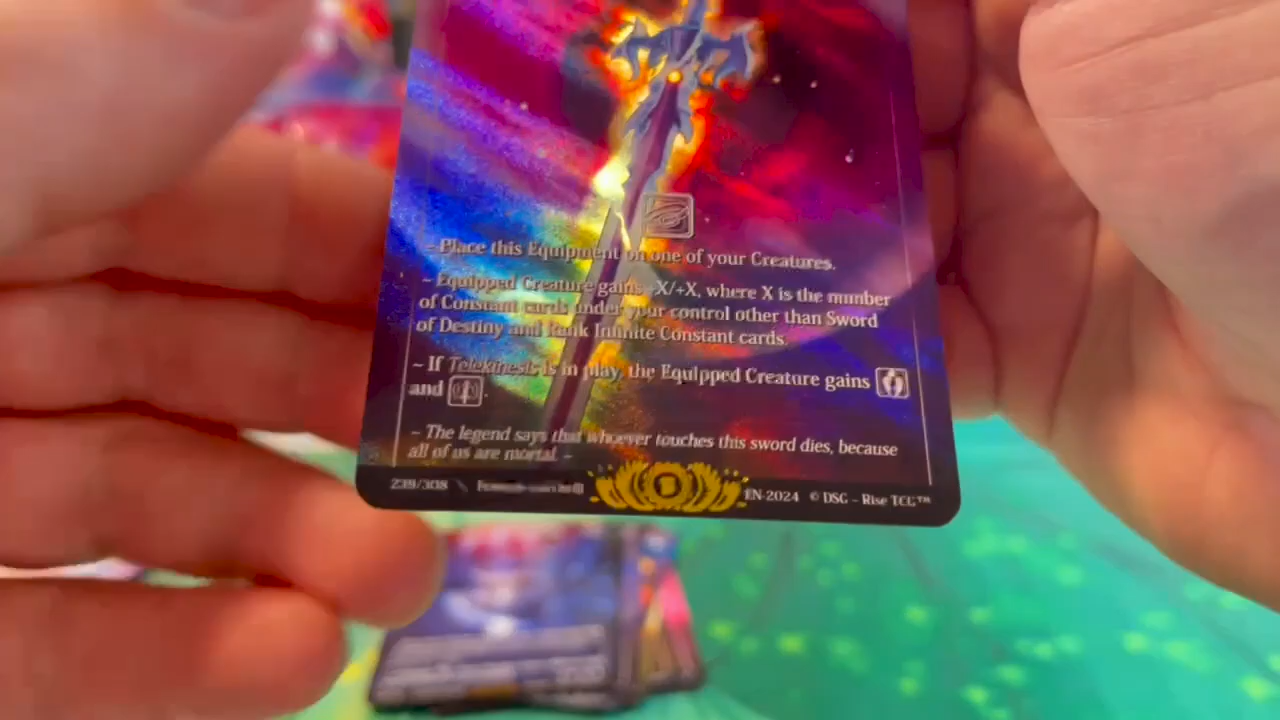 - Place this Equipment on one of your Creatures.
- Equipped Creature gains +X/+X, where X is the number
of Constant cards under your control other than Sword
of Destiny and Rank Infinite Constant cards.
- If Telekinesis is in play, the Equipped Creature gains
and .
- The legend says that whoever touches this sword dies, because
all of us are mortal. -
239/308 EN-2024 © DSG - Rise TCG™